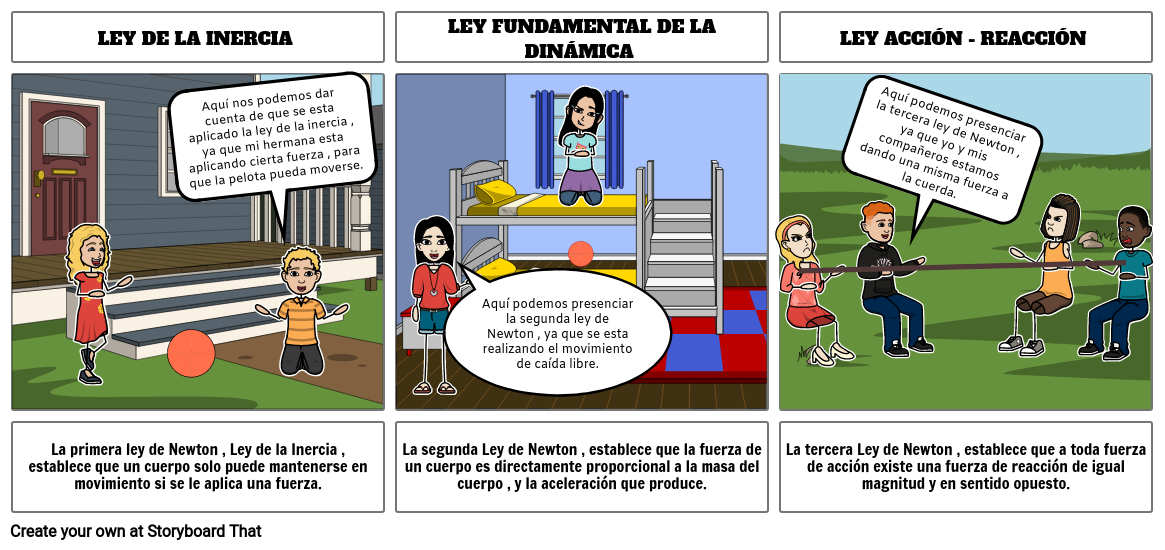 LEY DE LA INERCIA
LEY FUNDAMENTAL DE LA
DINÁMICA
LEY ACCIÓN - REACCIÓN
Aquí nos podemos dar
cuenta de que se esta
aplicado la ley de la inercia ,
ya que mi hermana esta
aplicando cierta fuerza , para
que la pelota pueda moverse.
Aquí podemos presenciar
la segunda ley de
Newton , ya que se esta
realizando el movimiento
de caída libre.
Aquí podemos presenciar
la tercera ley de Newton ,
ya que yo y mis
compañeros estamos
dando una misma fuerza a
la cuerda.
La primera ley de Newton , Ley de la Inercia ,
establece que un cuerpo solo puede mantenerse en
movimiento si se le aplica una fuerza.
La segunda Ley de Newton , establece que la fuerza de
un cuerpo es directamente proporcional a la masa del
cuerpo , y la aceleración que produce.
La tercera Ley de Newton , establece que a toda fuerza
de acción existe una fuerza de reacción de igual
magnitud y en sentido opuesto.
Create your own at Storyboard That